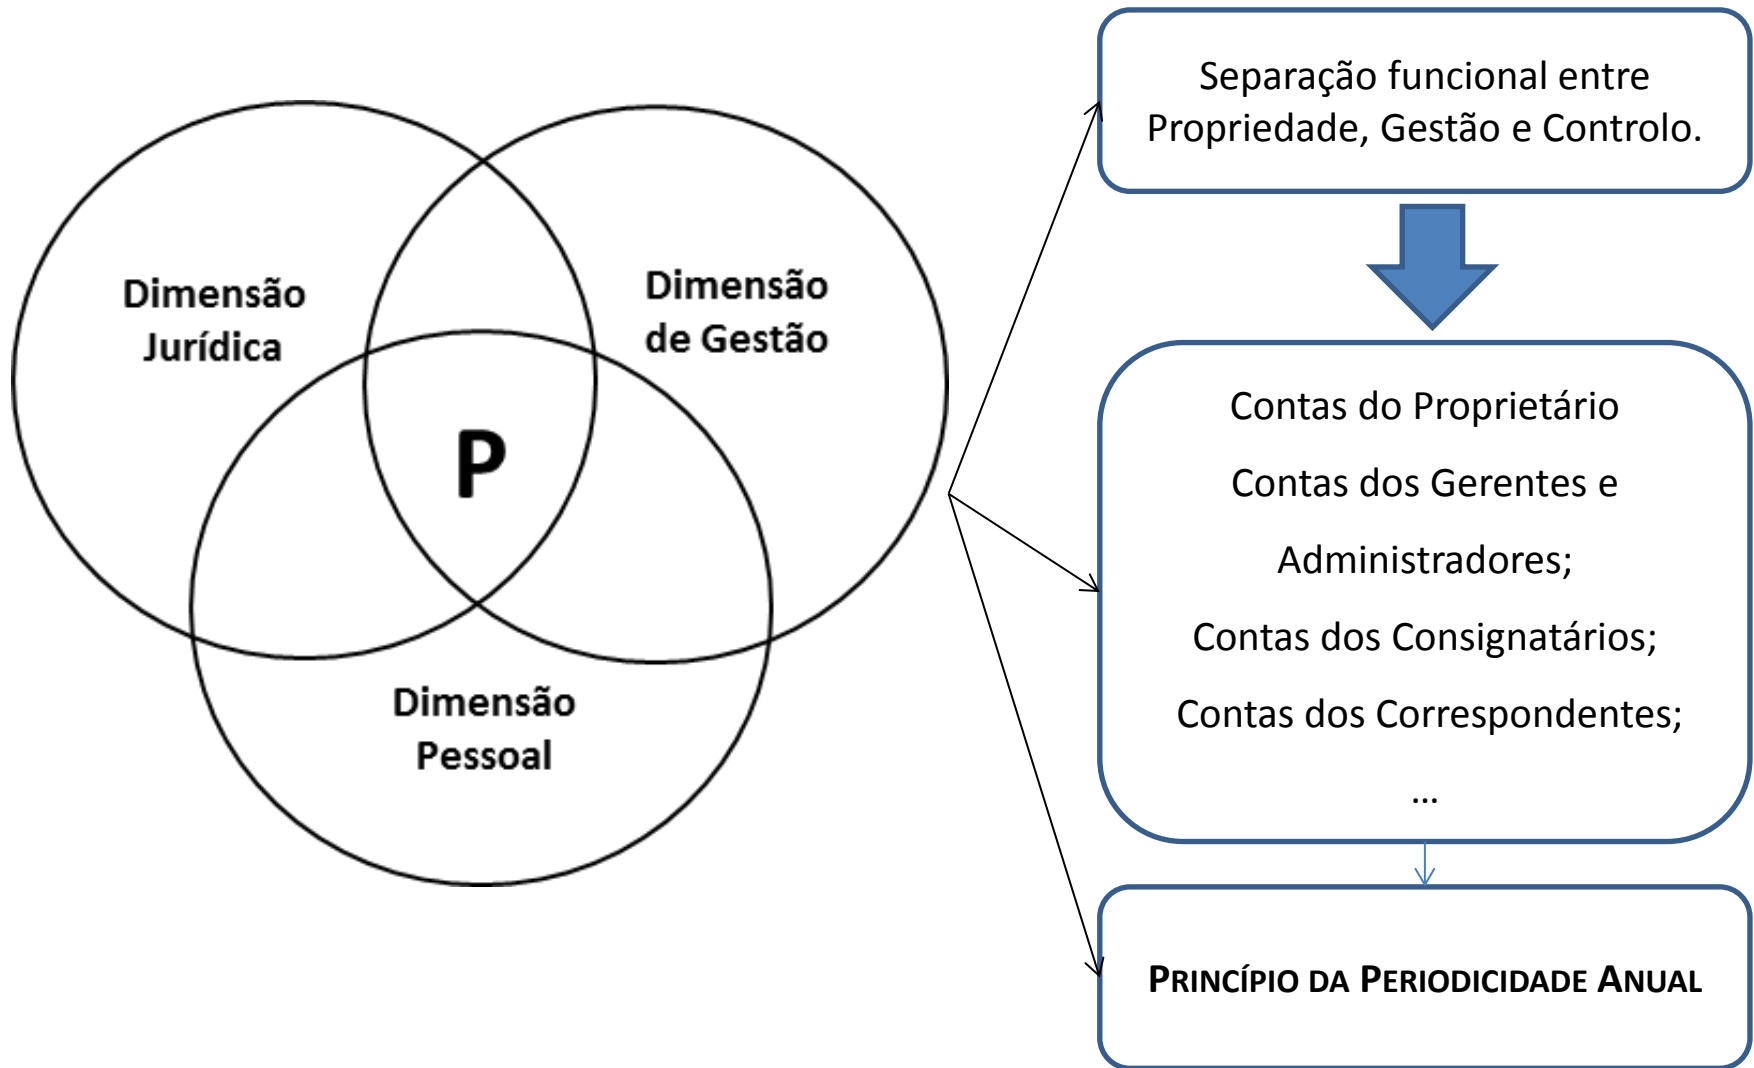 Dimensão
Jurídica
Dimensão
de Gestão
P
Dimensão
Pessoal
Separação funcional entre
Propriedade, Gestão e Controlo.
Contas do Proprietário
Contas dos Gerentes e
Administradores;
Contas dos Consignatários;
Contas dos Correspondentes;
...
PRINCÍPIO DA PERIODICIDADE ANUAL